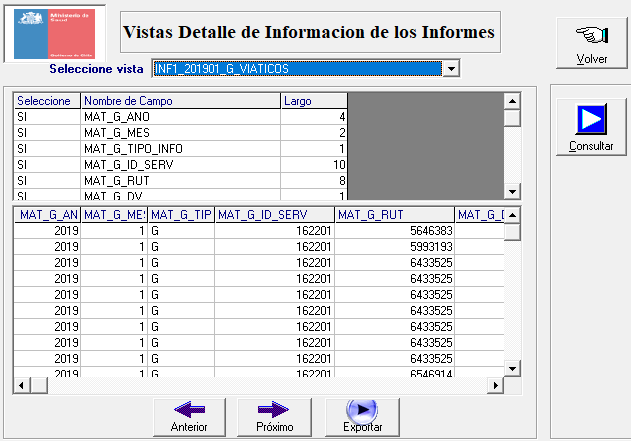 Ministerio de
Salud
Gobierno de Chile
Vistas Detalle de Informacion de los Informes
Volver
Seleccione vista INF1_201901_G_VIATICOS
Seleccione Nombre de Campo Largo
SI MAT_G_ANO 4
SI MAT_G_MES 2
SI MAT_G_TIPO_INFO 1
SI MAT_G_ID_SERV 10
SI MAT_G_RUT 8
SI MAT_G_DV 1
Consultar
MAT_G_AN MAT_G_MES MAT_G_TIP MAT_G_ID_SERV MAT_G_RUT MAT_G_D
2019 1 G 162201 5646383
2019 1 G 162201 5993193
2019 1 G 162201 6433525
2019 1 G 162201 6433525
2019 1 G 162201 6433525
2019 1 G 162201 6433525
2019 1 G 162201 6433525
2019 1 G 162201 6433525
2019 1 G 162201 6433525
2019 1 G 162201 6546914
Anterior Próximo Exportar